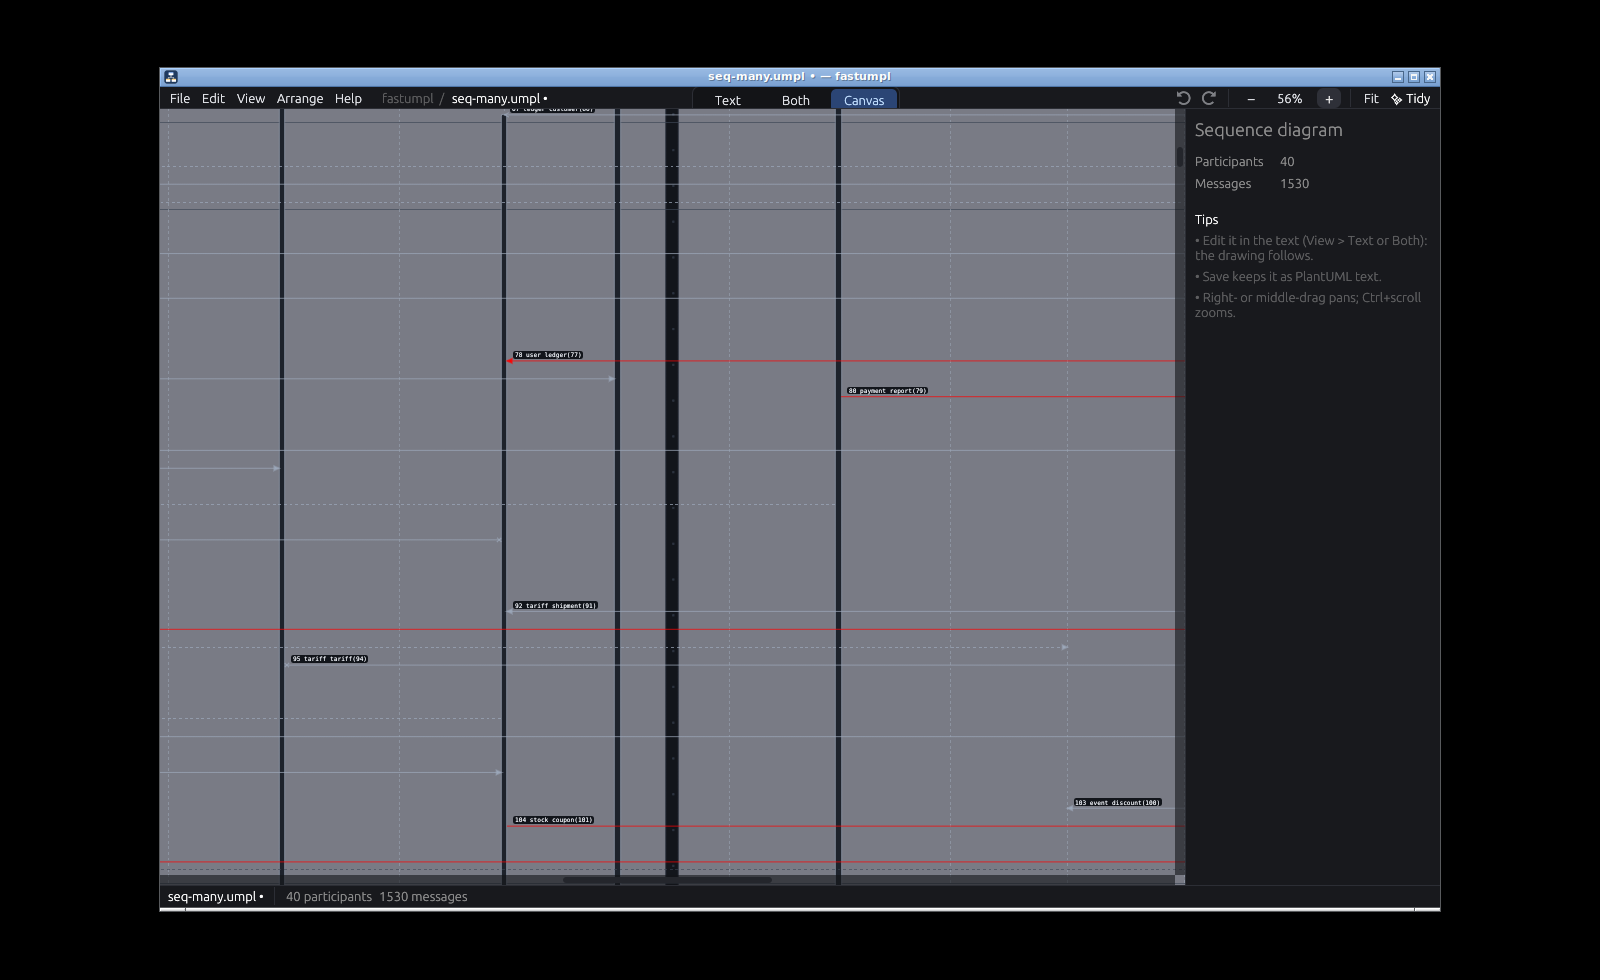 seq-many.umpl • — fastumpl
File Edit View Arrange Help fastumpl / seq-many.umpl • Text Both Canvas − 56% + Fit Tidy
Sequence diagram
Participants 40
Messages 1530
Tips
• Edit it in the text (View > Text or Both):
the drawing follows.
• Save keeps it as PlantUML text.
• Right- or middle-drag pans; Ctrl+scroll
zooms.
78 user ledger(77)
80 payment report(79)
92 tariff shipment(91)
95 tariff tariff(94)
103 event discount(100)
104 stock coupon(101)
seq-many.umpl • 40 participants 1530 messages